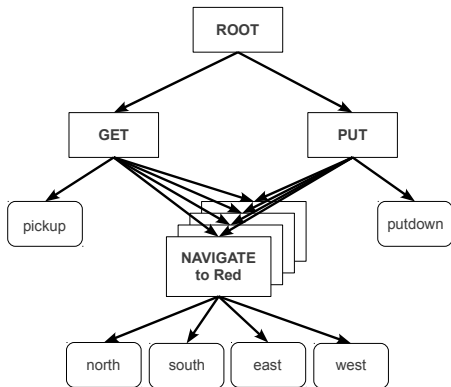 ROOT
GET
PUT
pickup
putdown
NAVIGATE
to Red
north
south
east
west